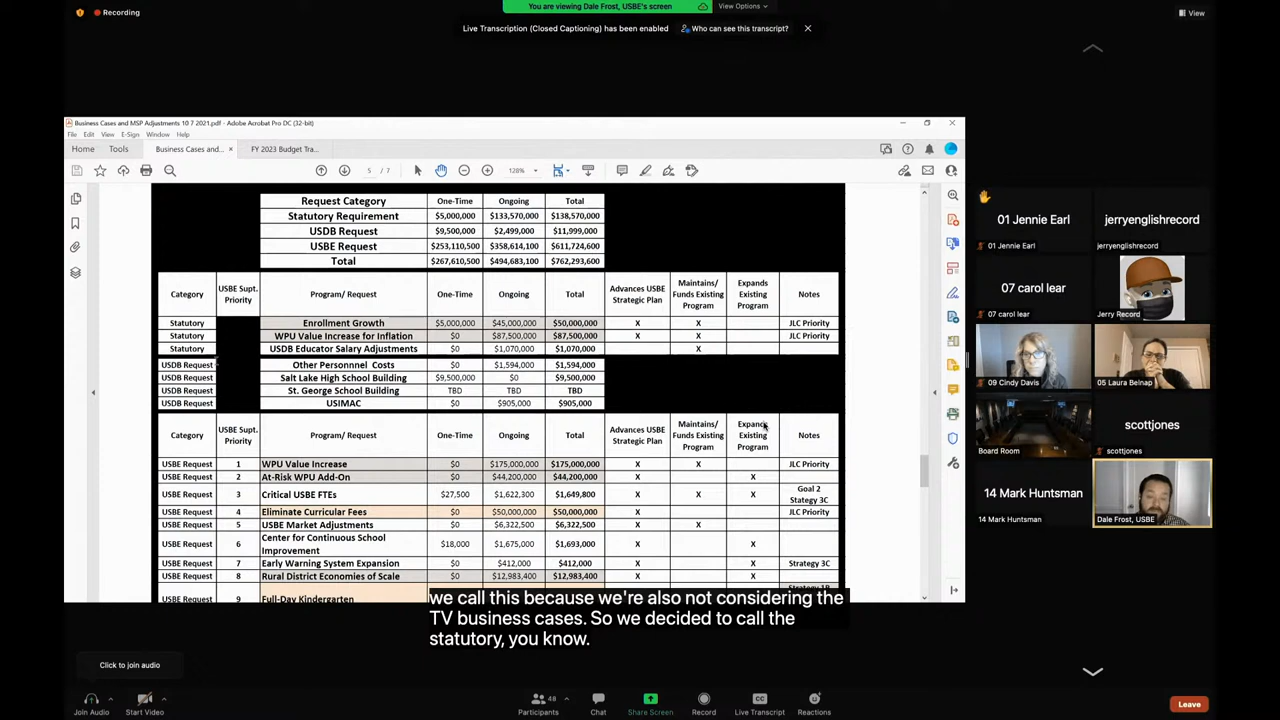 Recording
You are viewing Dale Frost, USBE's screen
View Options
View
Live Transcription (Closed Captioning) has been enabled
Who can see this transcript?
Business Cases and MSP Adjustments 10 7 2021.pdf - Adobe Acrobat Pro DC (32-bit)
File Edit View E-Sign Window Help
Home Tools Business Cases and ... × FY 2023 Budget Tra...
5 / 7 128%
Request Category One-Time Ongoing Total
Statutory Requirement $5,000,000 $133,570,000 $138,570,000
USDB Request $9,500,000 $2,499,000 $11,999,000
USBE Request $253,110,500 $358,614,100 $611,724,600
Total $267,610,500 $494,683,100 $762,293,600
Category USBE Supt. Priority Program/ Request One-Time Ongoing Total Advances USBE Strategic Plan Maintains/ Funds Existing Program Expands Existing Program Notes
Statutory Enrollment Growth $5,000,000 $45,000,000 $50,000,000 X X JLC Priority
Statutory WPU Value Increase for Inflation $0 $87,500,000 $87,500,000 X X JLC Priority
Statutory USDB Educator Salary Adjustments $0 $1,070,000 $1,070,000 X
USDB Request Other Personnnel Costs $0 $1,594,000 $1,594,000
USDB Request Salt Lake High School Building $9,500,000 $0 $9,500,000
USDB Request St. George School Building TBD TBD TBD
USDB Request USIMAC $0 $905,000 $905,000
Category USBE Supt. Priority Program/ Request One-Time Ongoing Total Advances USBE Strategic Plan Maintains/ Funds Existing Program Expands Existing Program Notes
USBE Request 1 WPU Value Increase $0 $175,000,000 $175,000,000 X X JLC Priority
USBE Request 2 At-Risk WPU Add-On $0 $44,200,000 $44,200,000 X X
USBE Request 3 Critical USBE FTEs $27,500 $1,622,300 $1,649,800 X X X Goal 2 Stategy 3C
USBE Request 4 Eliminate Curricular Fees $0 $50,000,000 $50,000,000 X JLC Priority
USBE Request 5 USBE Market Adjustments $0 $6,322,500 $6,322,500 X X
USBE Request 6 Center for Continuous School Improvement $18,000 $1,675,000 $1,693,000 X X
USBE Request 7 Early Warning System Expansion $0 $412,000 $412,000 X X Strategy 3C
USBE Request 8 Rural District Economies of Scale $0 $12,983,400 $12,983,400 X X
USBE Request 9 Full-Day Kindergarten
we call this because we're also not considering the
TV business cases. So we decided to call the
statutory, you know.
01 Jennie Earl
01 Jennie Earl
jerryenglishrecord
jerryenglishrecord
07 carol lear
07 carol lear
Jerry Record
09 Cindy Davis
05 Laura Belnap
Board Room
scottjones
scottjones
14 Mark Huntsman
14 Mark Huntsman
Dale Frost, USBE
Click to join audio
Join Audio
Start Video
48
Participants
Chat
Share Screen
Record
CC
Live Transcript
Reactions
Leave